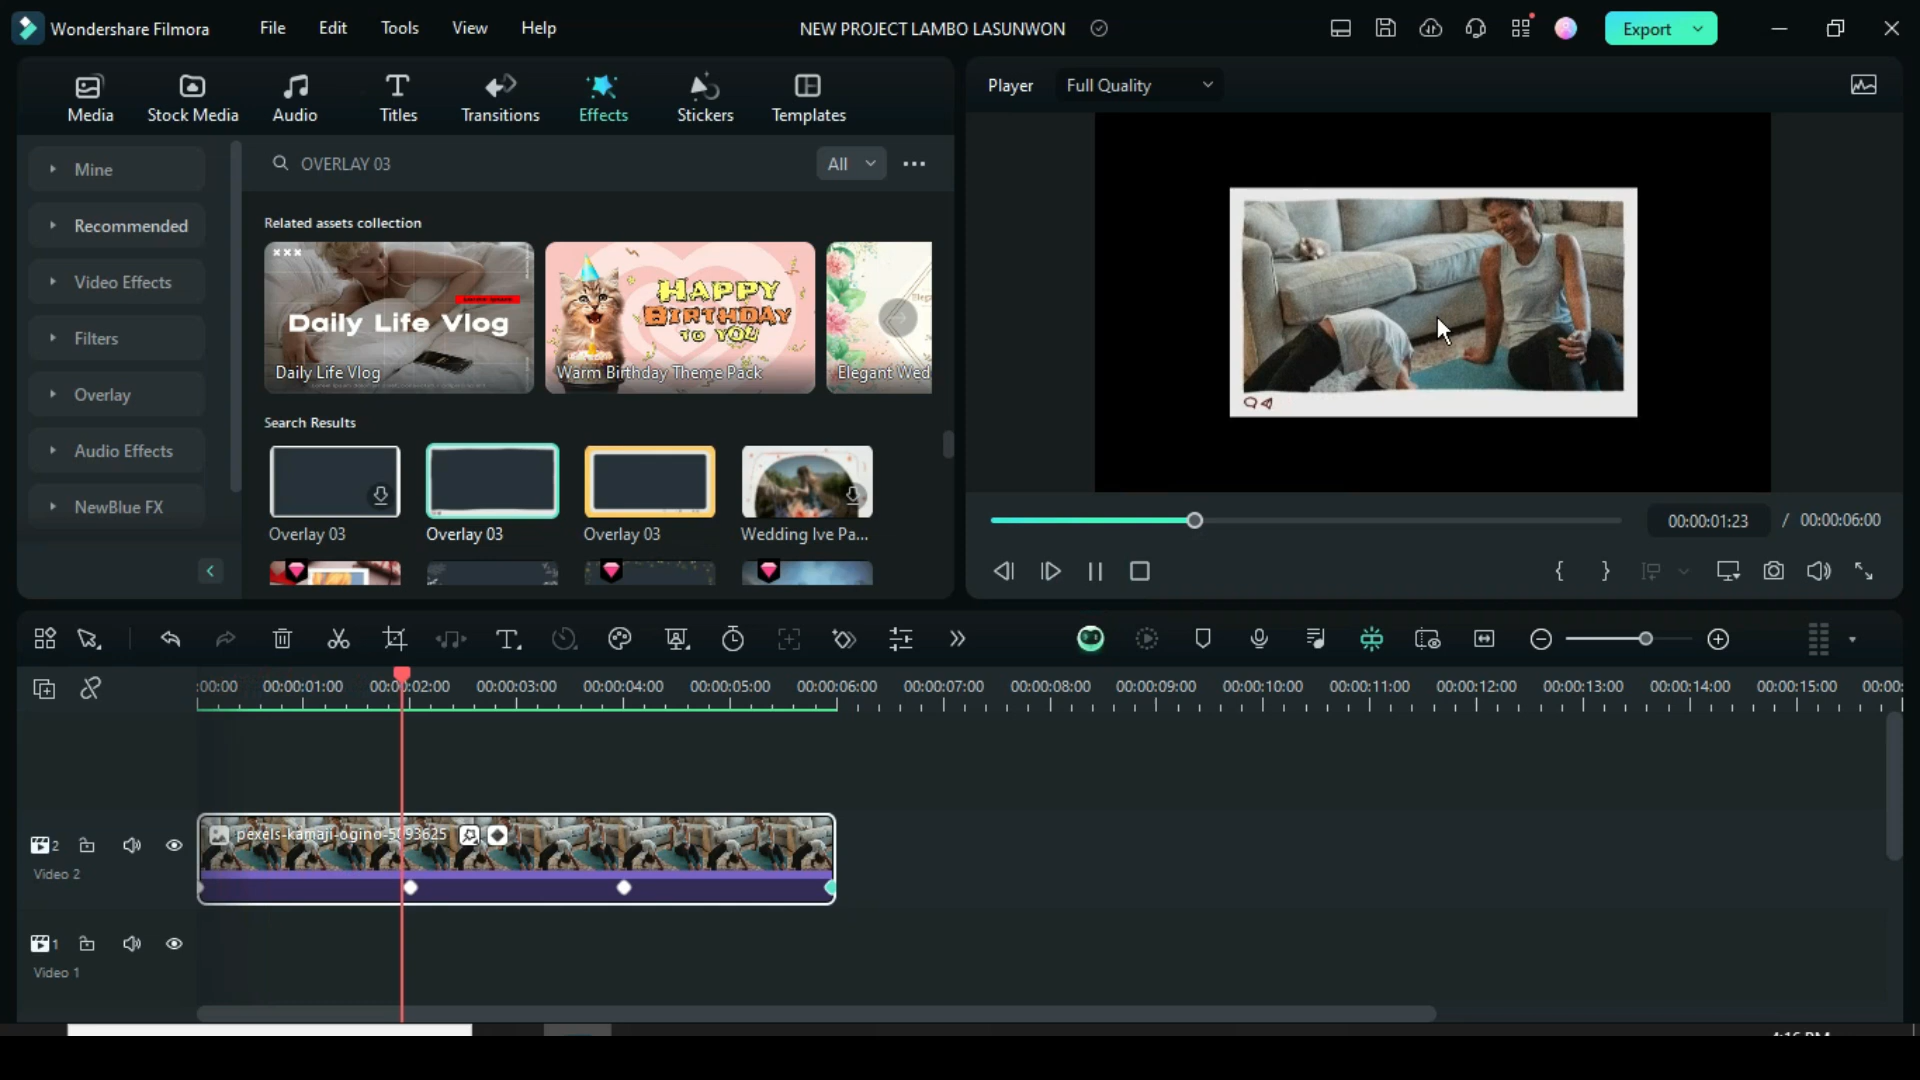 Wondershare Filmora
File
Edit
Tools
View
Help
NEW PROJECT LAMBO LASUNWON
Export
Media
Stock Media
Audio
Titles
Transitions
Effects
Stickers
Templates
Player
Full Quality
Mine
Recommended
Video Effects
Filters
Overlay
Audio Effects
NewBlue FX
OVERLAY 03
All
Related assets collection
Daily Life Vlog
Daily Life Vlog
HAPPY
BIRTHDAY
TO YOU
Warm Birthday Theme Pack
Elegant Wed
Search Results
Overlay 03
Overlay 03
Overlay 03
Wedding Ive Pa...
00:00:01:23 / 00:00:06:00
:00:00 00:00:01:00 00:00:02:00 00:00:03:00 00:00:04:00 00:00:05:00 00:00:06:00 00:00:07:00 00:00:08:00 00:00:09:00 00:00:10:00 00:00:11:00 00:00:12:00 00:00:13:00 00:00:14:00 00:00:15:00 00:00:
2
Video 2
1
Video 1